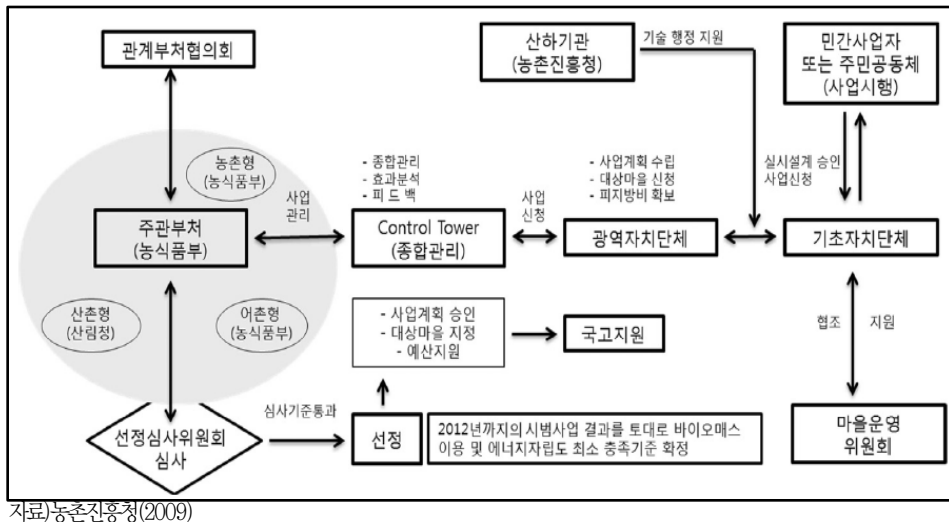 관계부처협의회
산하기관
(농촌진흥청)
기술 행정 지원
민간사업자
또는 주민공동체
(사업시행)
농촌형
(농식품부)
사업
관리
- 종합관리
- 효과분석
- 피 드 백
사업
신청
- 사업계획 수립
- 대상마을 신청
- 피지방비 확보
실시설계 승인
사업신청
주관부처
(농식품부)
Control Tower
(종합관리)
광역자치단체
기초자치단체
산촌형
(산림청)
어촌형
(농식품부)
- 사업계획 승인
- 대상마을 지정
- 예산지원
국고지원
협조
지원
선정심사위원회
심사
심사기준통과
선정
2012년까지의 시범사업 결과를 토대로 바이오매스
이용 및 에너지자립도 최소 충족기준 확정
마을운영
위원회
자료)농촌진흥청(2009)